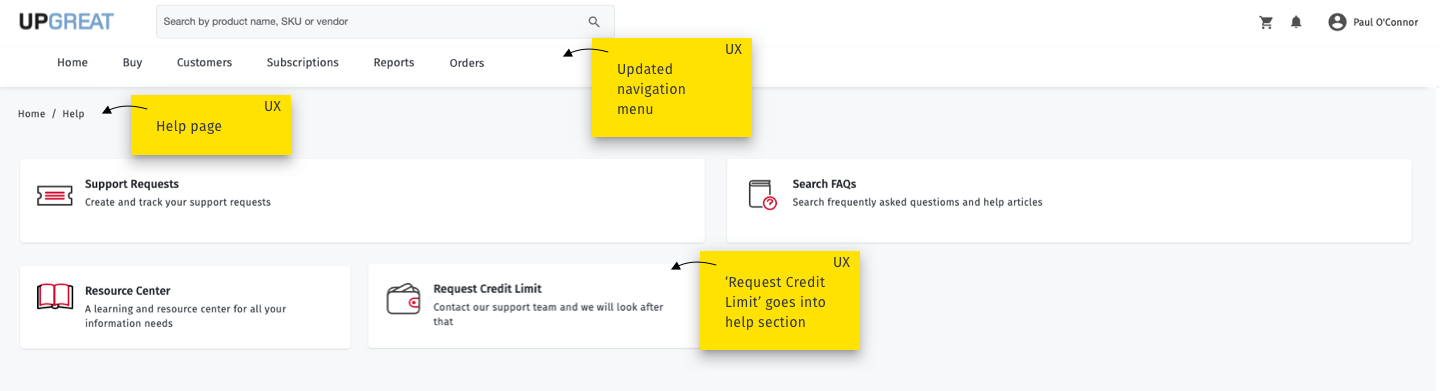 UPGREAT
Search by product name, SKU or vendor
Paul O'Connor
Home Buy Customers Subscriptions Reports Orders
UX
Updated
navigation
menu
Home / Help
UX
Help page
Support Requests
Create and track your support requests
Search FAQs
Search frequently asked questioms and help articles
Resource Center
A learning and resource center for all your
information needs
Request Credit Limit
Contact our support team and we will look after
that
UX
‘Request Credit
Limit’ goes into
help section